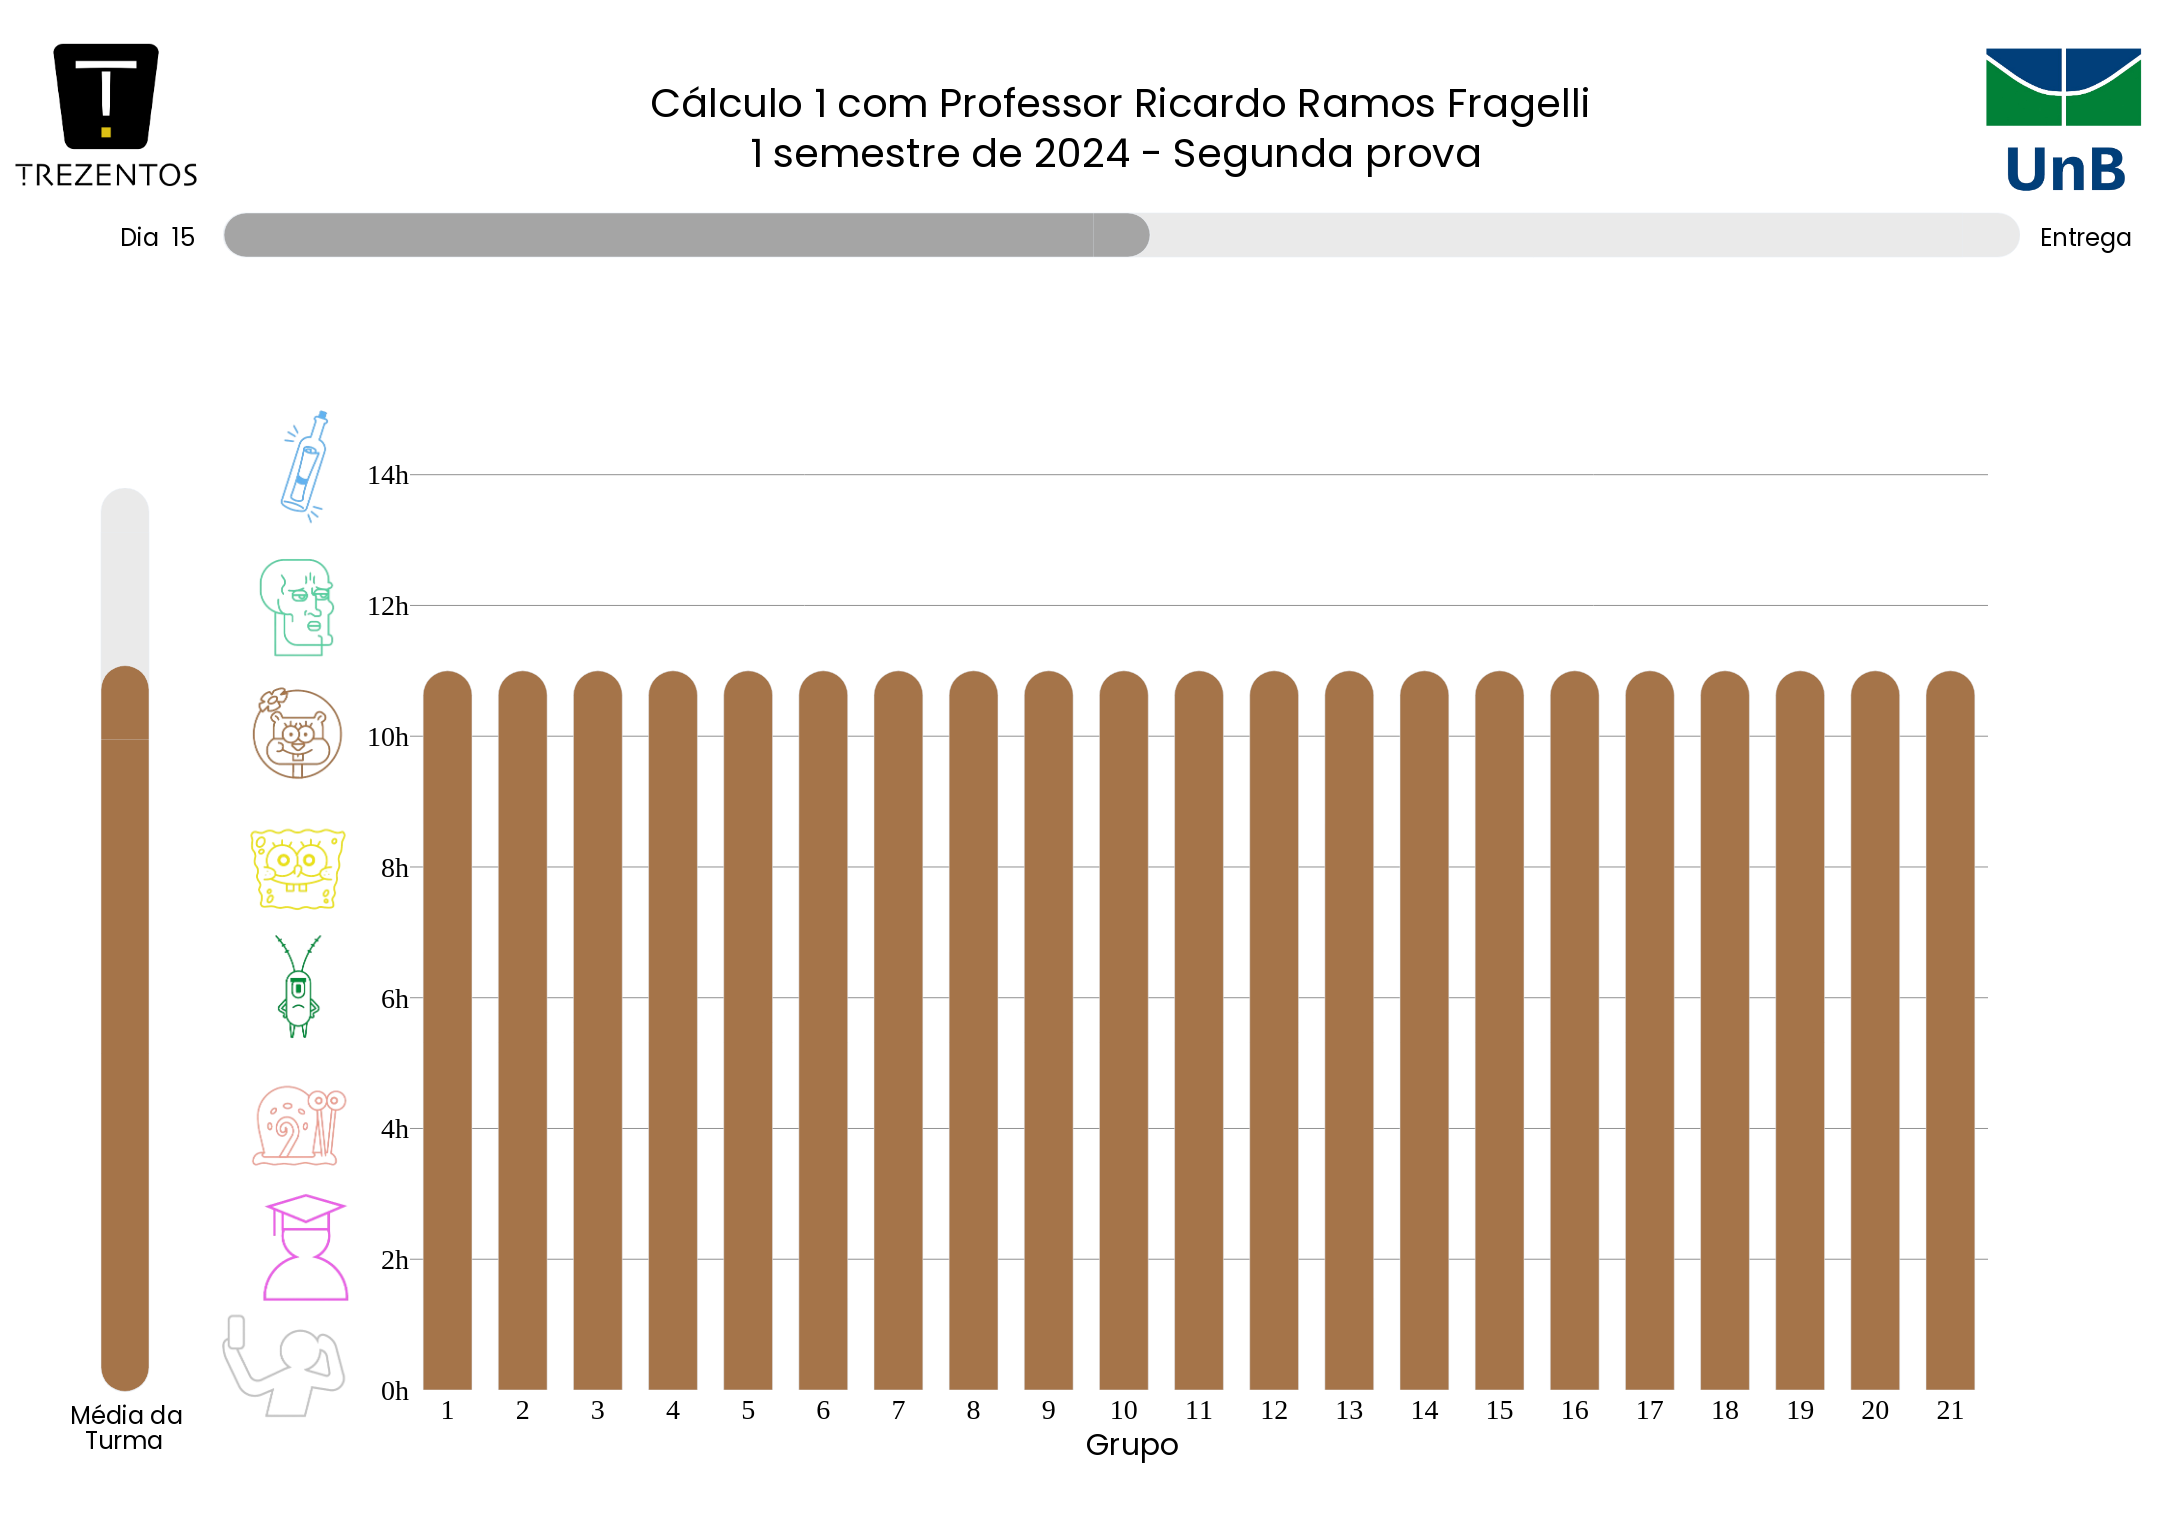 TREZENTOS
Cálculo 1 com Professor Ricardo Ramos Fragelli
1 semestre de 2024 - Segunda prova
UnB
Dia 15
Entrega
14h
12h
10h
8h
6h
4h
2h
0h
1 2 3 4 5 6 7 8 9 10 11 12 13 14 15 16 17 18 19 20 21
Grupo
Média da
Turma